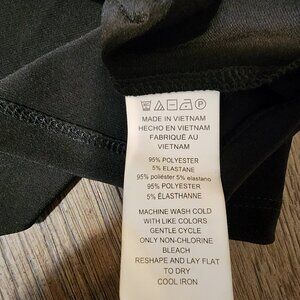 MADE IN VIETNAM
HECHO EN VIETNAM
FABRIQUÉ AU
VIETNAM
95% POLYESTER
5% ELASTANE
95% poliéster 5% elastano
95% POLYESTER
5% ÉLASTHANNE
MACHINE WASH COLD
WITH LIKE COLORS
GENTLE CYCLE
ONLY NON-CHLORINE
BLEACH
RESHAPE AND LAY FLAT
TO DRY
COOL IRON